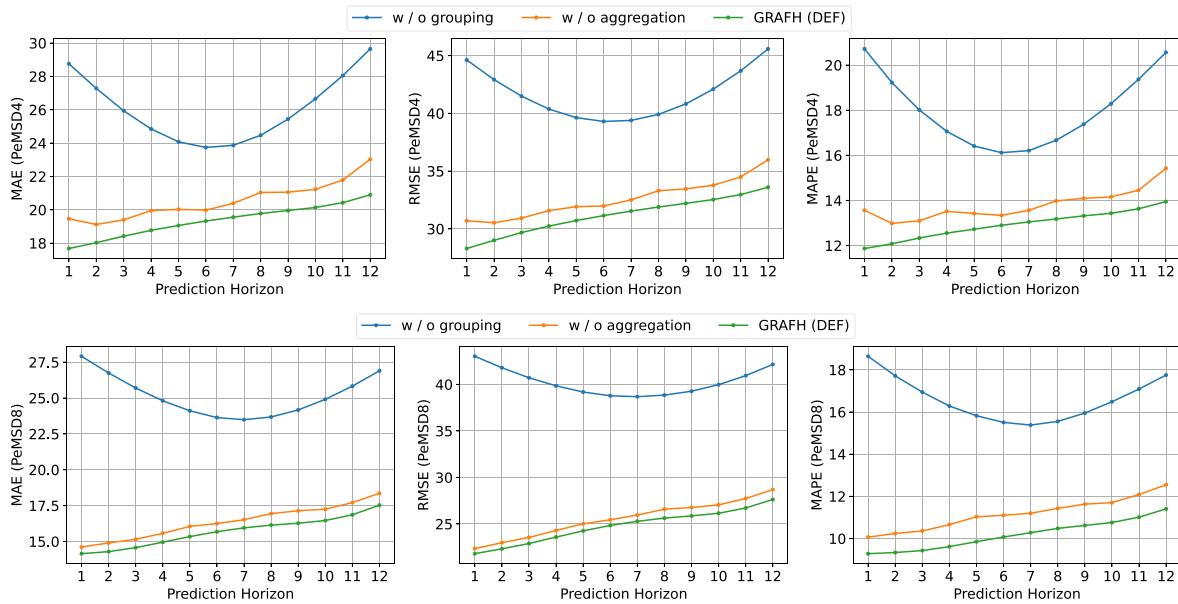 w / o grouping w / o aggregation GRAFH (DEF)
MAE (PeMSD4)
30
28
26
24
22
20
18
1 2 3 4 5 6 7 8 9 10 11 12
Prediction Horizon
RMSE (PeMSD4)
45
40
35
30
1 2 3 4 5 6 7 8 9 10 11 12
Prediction Horizon
MAPE (PeMSD4)
20
18
16
14
12
1 2 3 4 5 6 7 8 9 10 11 12
Prediction Horizon
w / o grouping w / o aggregation GRAFH (DEF)
MAE (PeMSD8)
27.5
25.0
22.5
20.0
17.5
15.0
1 2 3 4 5 6 7 8 9 10 11 12
Prediction Horizon
RMSE (PeMSD8)
40
35
30
25
1 2 3 4 5 6 7 8 9 10 11 12
Prediction Horizon
MAPE (PeMSD8)
18
16
14
12
10
1 2 3 4 5 6 7 8 9 10 11 12
Prediction Horizon